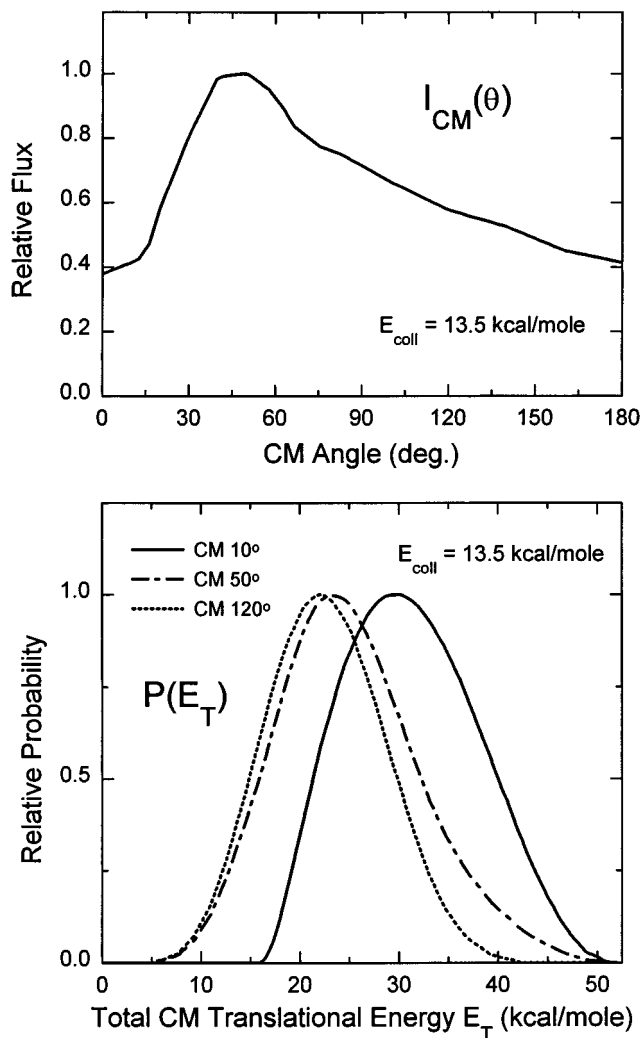 I_CM(θ)
Relative Flux
1.0
0.8
0.6
0.4
0.2
0.0
E_coll = 13.5 kcal/mole
0 30 60 90 120 150 180
CM Angle (deg.)
CM 10º
CM 50º
CM 120º
E_coll = 13.5 kcal/mole
P(E_T)
Relative Probability
1.0
0.5
0.0
0 10 20 30 40 50
Total CM Translational Energy E_T (kcal/mole)